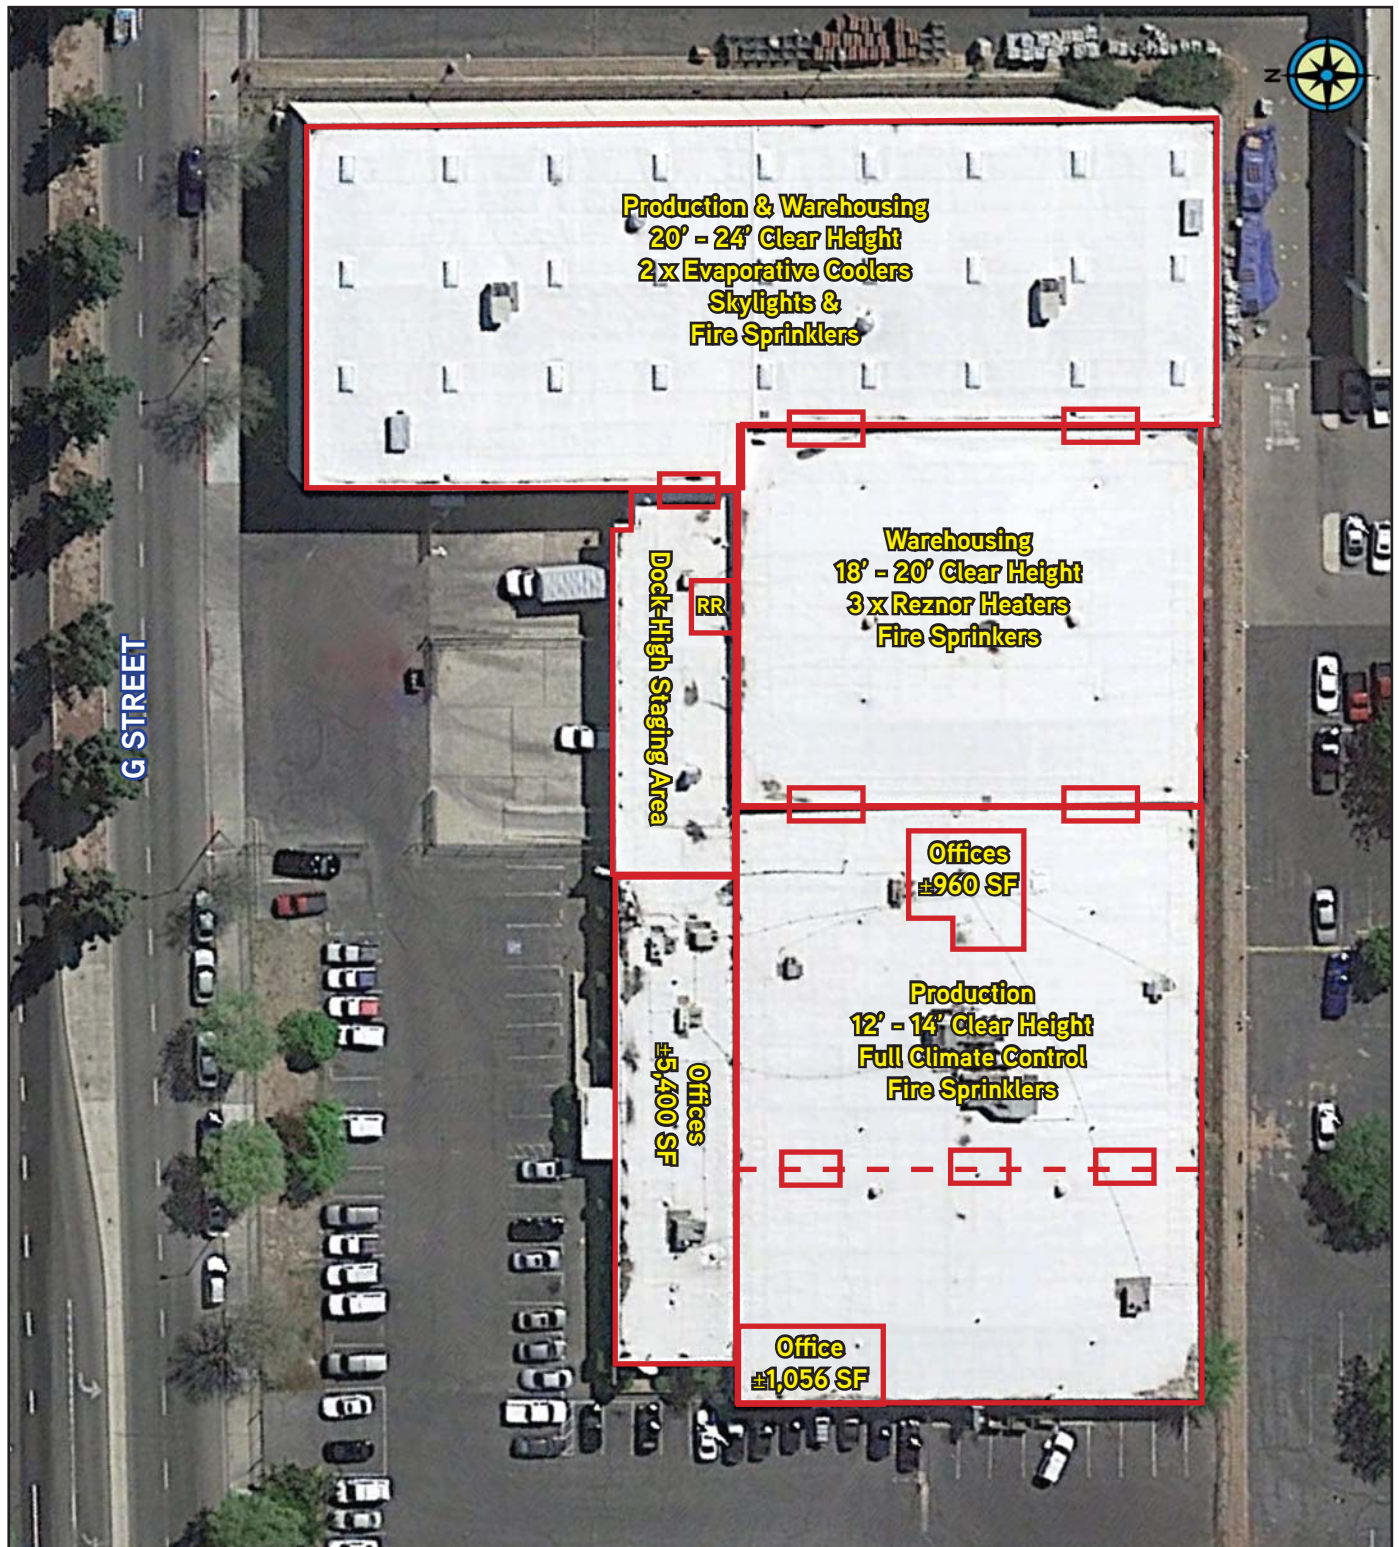 N
Production & Warehousing
20' - 24' Clear Height
2 x Evaporative Coolers
Skylights &
Fire Sprinklers
Warehousing
18' - 20' Clear Height
3 x Reznor Heaters
Fire Sprinkers
Dock-High Staging Area
RR
G STREET
Offices
±960 SF
Production
12' - 14' Clear Height
Full Climate Control
Fire Sprinklers
Offices
±5,400 SF
Office
±1,056 SF